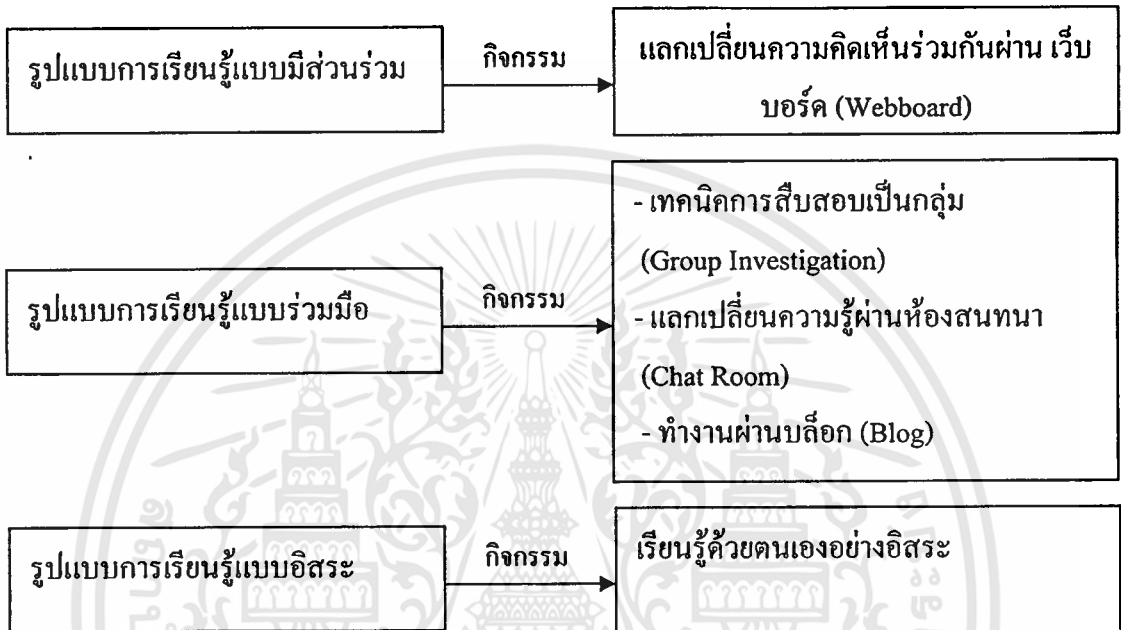 รูปแบบการเรียนรู้แบบมีส่วนร่วม
กิจกรรม
แลกเปลี่ยนความคิดเห็นร่วมกันผ่าน เว็บ
บอร์ด (Webboard)
รูปแบบการเรียนรู้แบบร่วมมือ
กิจกรรม
- เทคนิคการสืบสอบเป็นกลุ่ม
(Group Investigation)
- แลกเปลี่ยนความรู้ผ่านห้องสนทนา
(Chat Room)
- ทำงานผ่านบล็อก (Blog)
รูปแบบการเรียนรู้แบบอิสระ
กิจกรรม
เรียนรู้ด้วยตนเองอย่างอิสระ